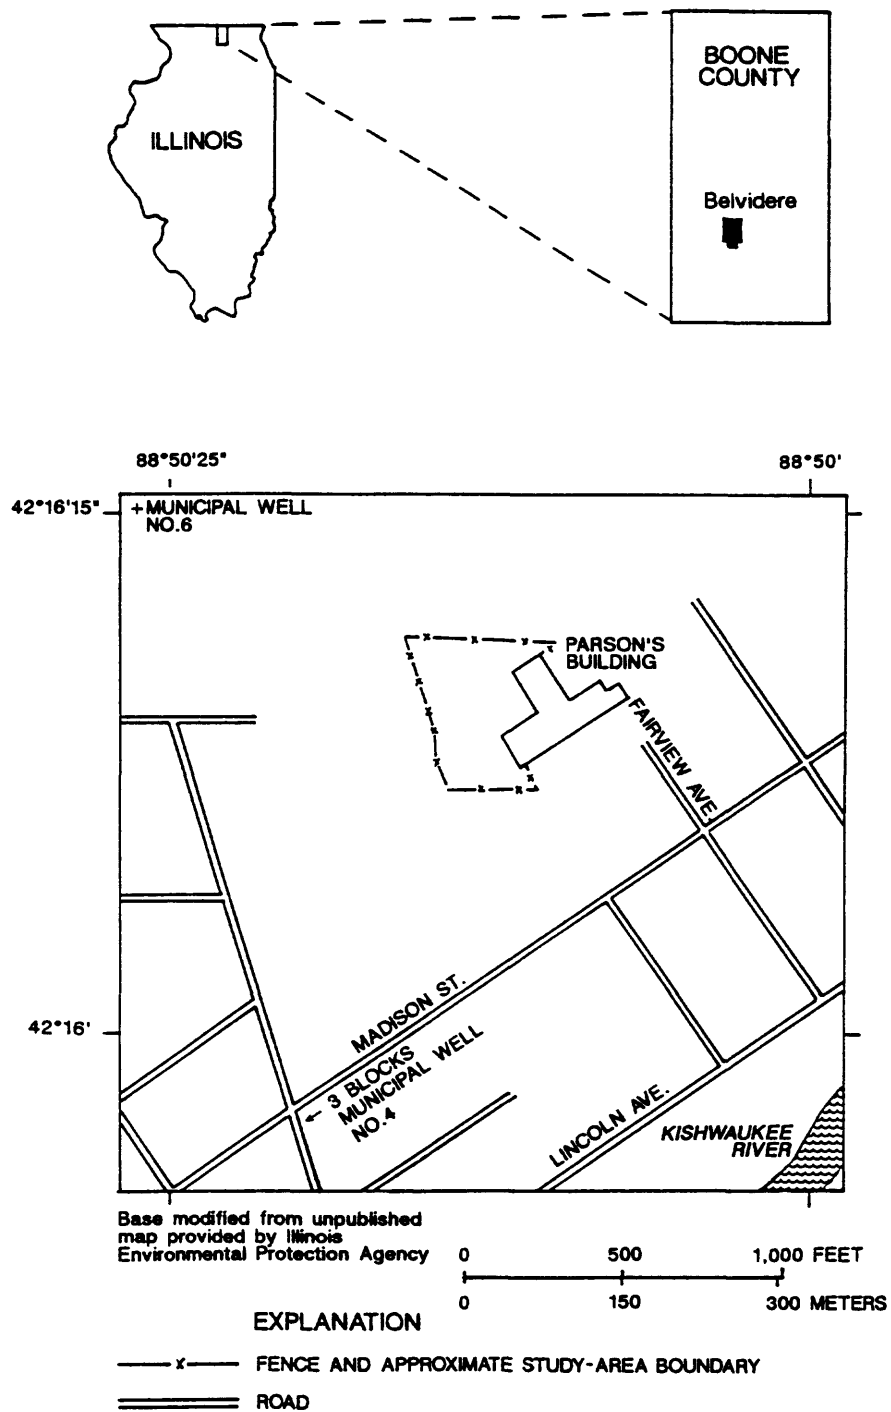 BOONE
COUNTY
ILLINOIS
Belvidere
88°50'25"
88°50'
42°16'15"
+MUNICIPAL WELL
NO.6
PARSON'S
BUILDING
FAIRVIEW AVE.
MADISON ST.
42°16'
3 BLOCKS
MUNICIPAL WELL
NO.4
LINCOLN AVE.
KISHWAUKEE
RIVER
Base modified from unpublished
map provided by Illinois
Environmental Protection Agency
0 500 1,000 FEET
0 150 300 METERS
EXPLANATION
x FENCE AND APPROXIMATE STUDY-AREA BOUNDARY
ROAD